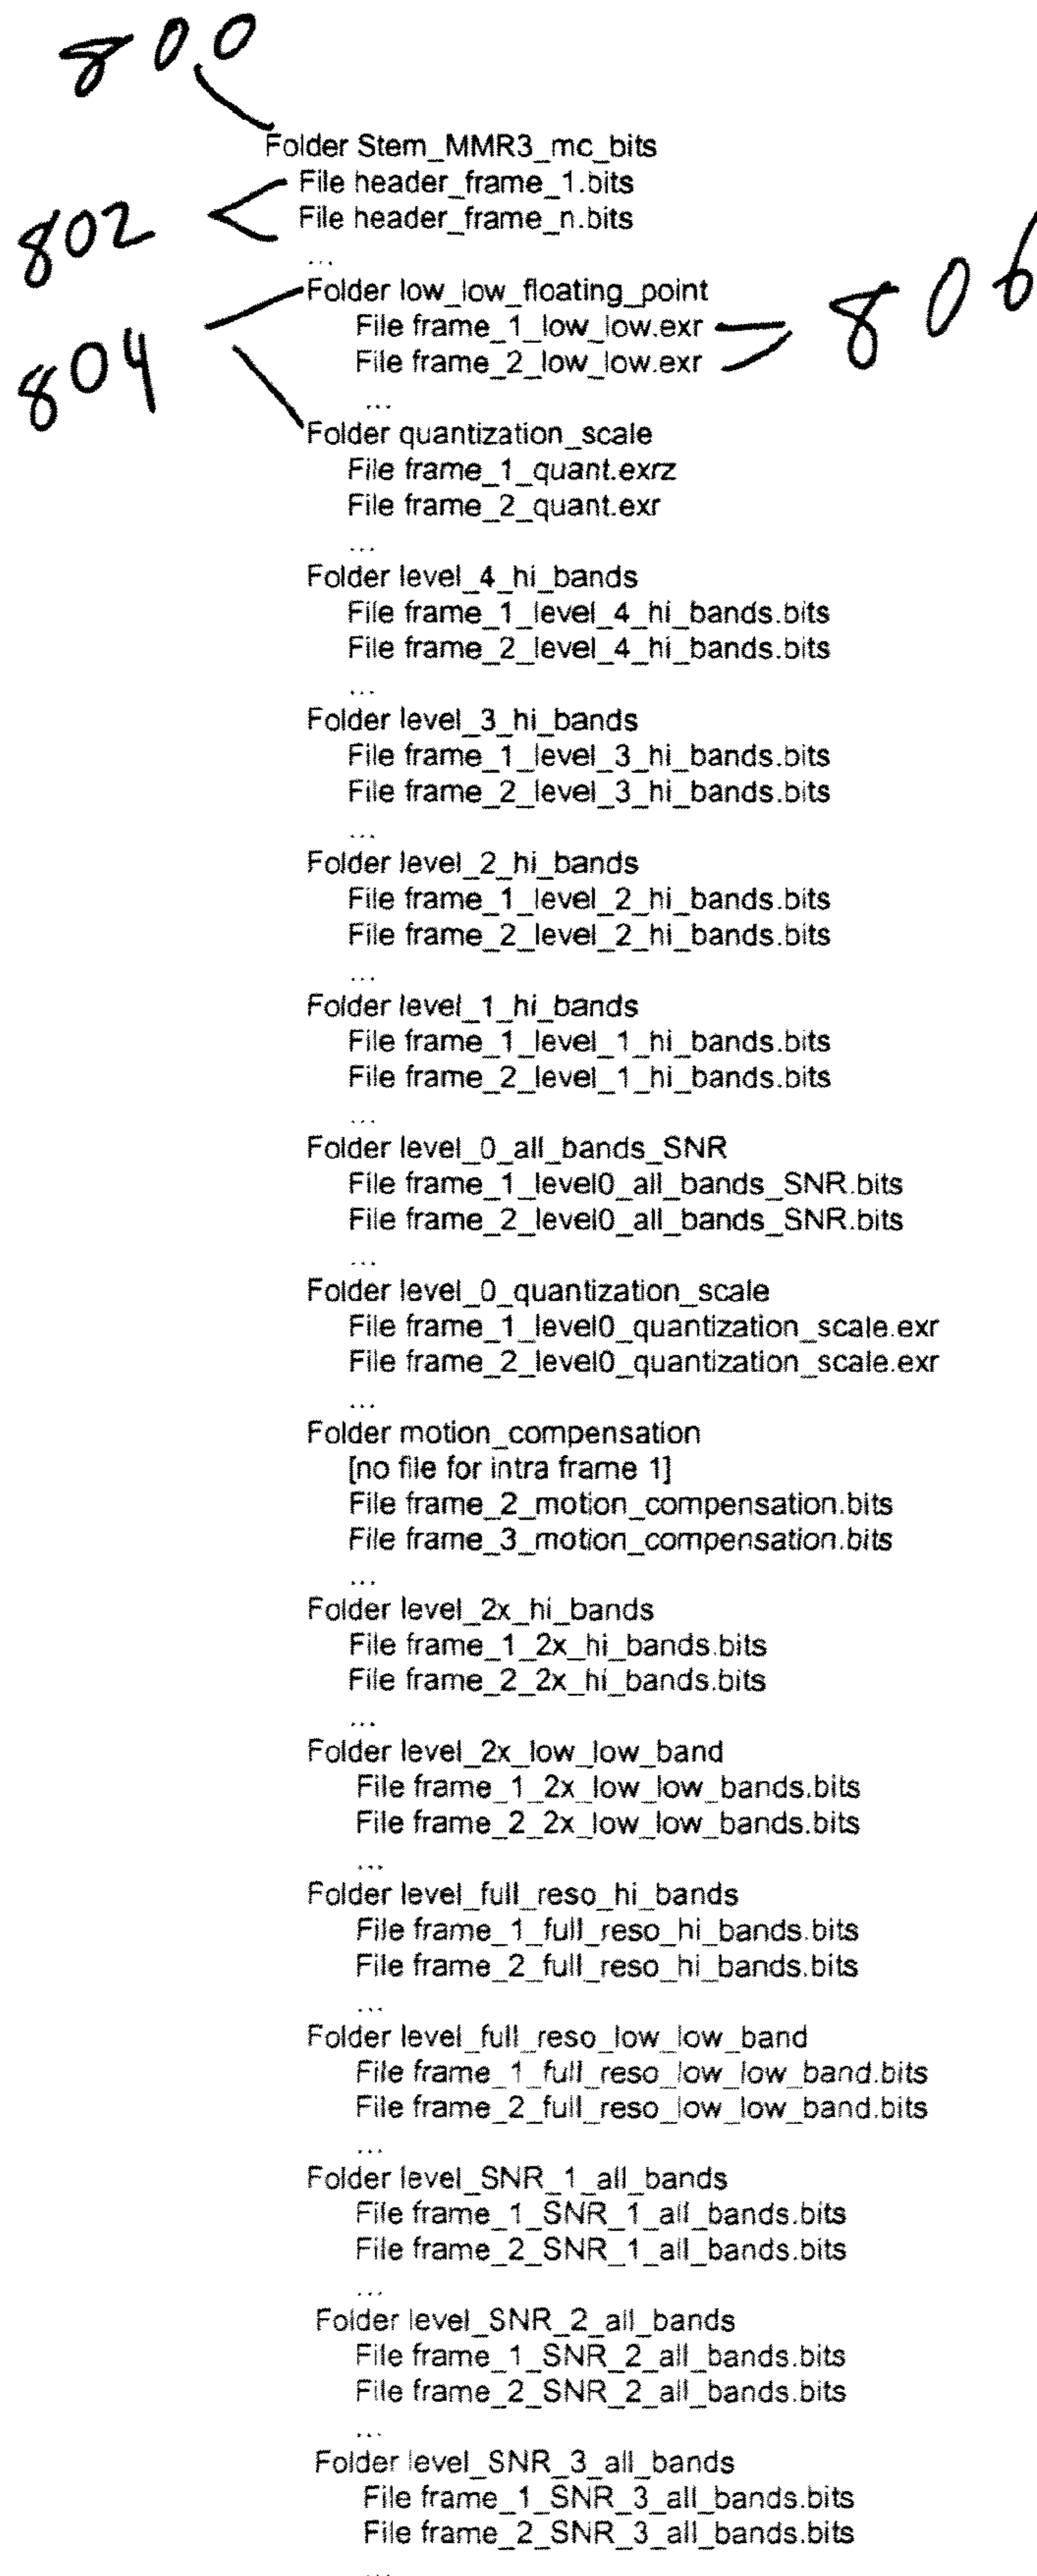 800
Folder Stem_MMR3_mc_bits
File header_frame_1.bits
802
File header_frame_n.bits
...
Folder low_low_floating_point
806
File frame_1_low_low.exr
804
File frame_2_low_low.exr
...
Folder quantization_scale
File frame_1_quant.exrz
File frame_2_quant.exr
...
Folder level_4_hi_bands
File frame_1_level_4_hi_bands.bits
File frame_2_level_4_hi_bands.bits
...
Folder level_3_hi_bands
File frame_1_level_3_hi_bands.bits
File frame_2_level_3_hi_bands.bits
...
Folder level_2_hi_bands
File frame_1_level_2_hi_bands.bits
File frame_2_level_2_hi_bands.bits
...
Folder level_1_hi_bands
File frame_1_level_1_hi_bands.bits
File frame_2_level_1_hi_bands.bits
...
Folder level_0_all_bands_SNR
File frame_1_level0_all_bands_SNR.bits
File frame_2_level0_all_bands_SNR.bits
...
Folder level_0_quantization_scale
File frame_1_level0_quantization_scale.exr
File frame_2_level0_quantization_scale.exr
...
Folder motion_compensation
[no file for intra frame 1]
File frame_2_motion_compensation.bits
File frame_3_motion_compensation.bits
...
Folder level_2x_hi_bands
File frame_1_2x_hi_bands.bits
File frame_2_2x_hi_bands.bits
...
Folder level_2x_low_low_band
File frame_1_2x_low_low_bands.bits
File frame_2_2x_low_low_bands.bits
...
Folder level_full_reso_hi_bands
File frame_1_full_reso_hi_bands.bits
File frame_2_full_reso_hi_bands.bits
...
Folder level_full_reso_low_low_band
File frame_1_full_reso_low_low_band.bits
File frame_2_full_reso_low_low_band.bits
...
Folder level_SNR_1_all_bands
File frame_1_SNR_1_all_bands.bits
File frame_2_SNR_1_all_bands.bits
...
Folder level_SNR_2_all_bands
File frame_1_SNR_2_all_bands.bits
File frame_2_SNR_2_all_bands.bits
...
Folder level_SNR_3_all_bands
File frame_1_SNR_3_all_bands.bits
File frame_2_SNR_3_all_bands.bits
...